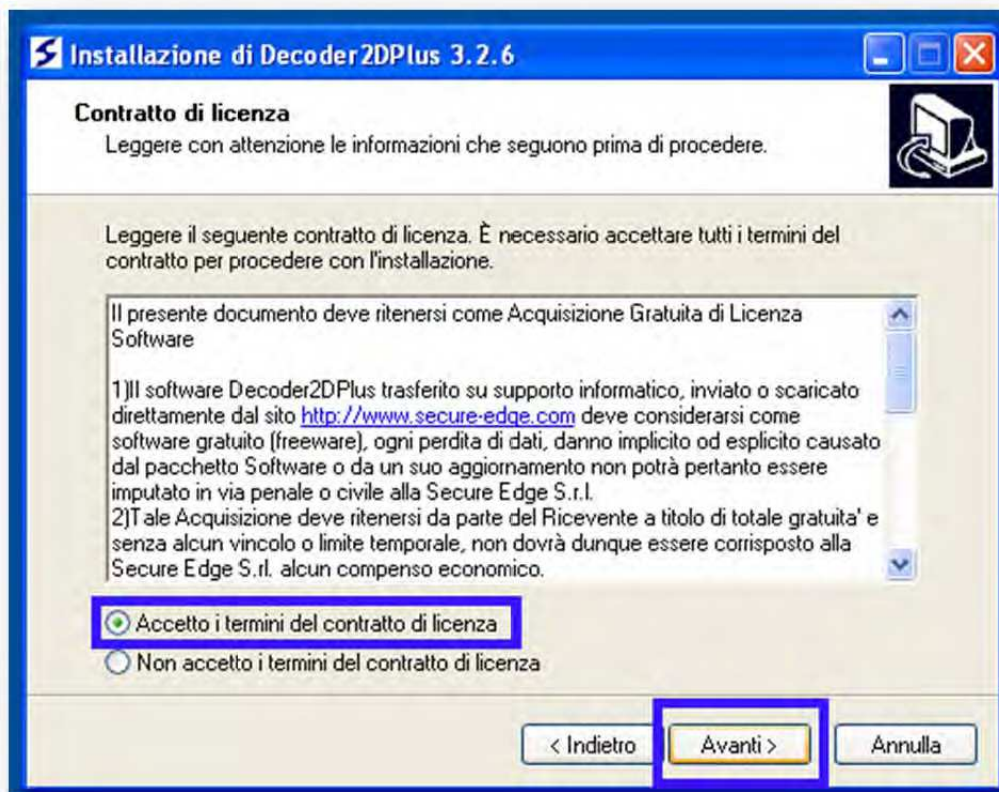 Installazione di Decoder2DPlus 3.2.6
Contratto di licenza
Leggere con attenzione le informazioni che seguono prima di procedere.
Leggere il seguente contratto di licenza. È necessario accettare tutti i termini del
contratto per procedere con l'installazione.
Il presente documento deve ritenersi come Acquisizione Gratuita di Licenza
Software
1)Il software Decoder2DPlus trasferito su supporto informatico, inviato o scaricato
direttamente dal sito http://www.secure-edge.com deve considerarsi come
software gratuito (freeware), ogni perdita di dati, danno implicito od esplicito causato
dal pacchetto Software o da un suo aggiornamento non potrà pertanto essere
imputato in via penale o civile alla Secure Edge S.r.l.
2)Tale Acquisizione deve ritenersi da parte del Ricevente a titolo di totale gratuita' e
senza alcun vincolo o limite temporale, non dovrà dunque essere corrisposto alla
Secure Edge S.rl. alcun compenso economico.
Accetto i termini del contratto di licenza
Non accetto i termini del contratto di licenza
< Indietro
Avanti >
Annulla